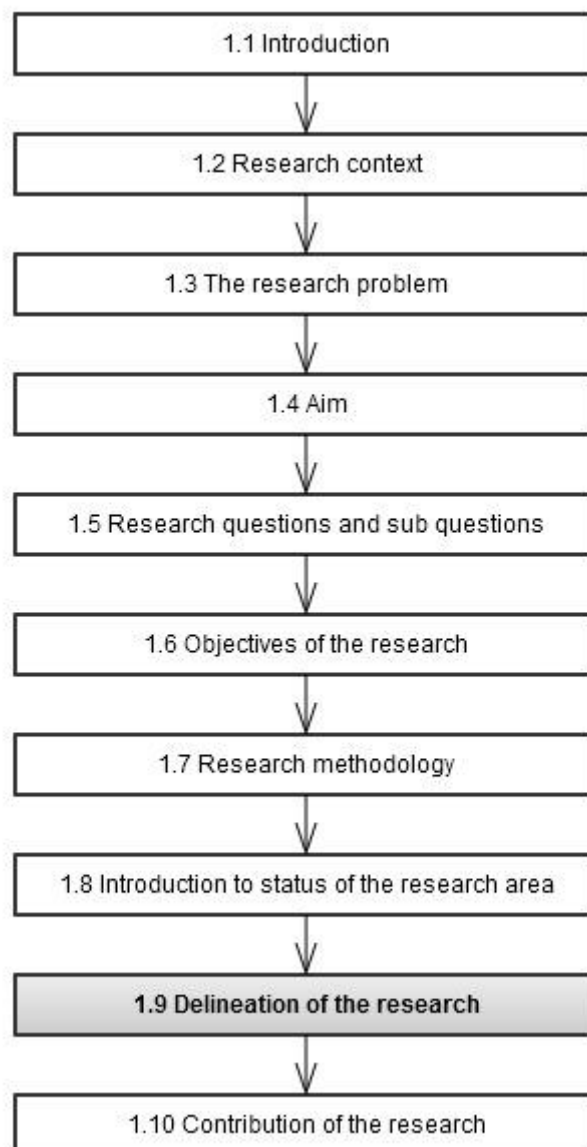 1.1 Introduction
1.2 Research context
1.3 The research problem
1.4 Aim
1.5 Research questions and sub questions
1.6 Objectives of the research
1.7 Research methodology
1.8 Introduction to status of the research area
1.9 Delineation of the research
1.10 Contribution of the research